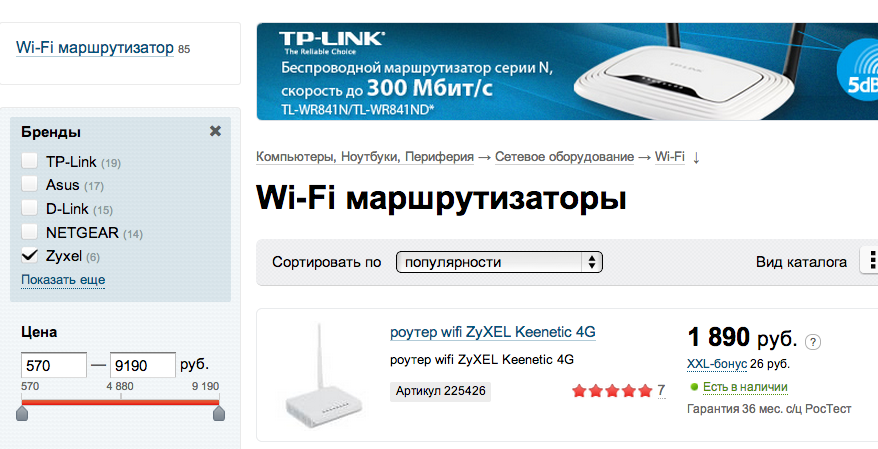 Wi-Fi маршрутизатор 85
TP-LINK
The Reliable Choice
Беспроводной маршрутизатор серии N,
скорость до 300 Мбит/с
TL-WR841N/TL-WR841ND*
TP-LINK
5dB
Бренды
TP-Link (19)
Asus (17)
D-Link (15)
NETGEAR (14)
Zyxel (6)
Показать еще
Цена
570 — 9190 руб.
570 4 880 9 190
Компьютеры, Ноутбуки, Периферия → Сетевое оборудование → Wi-Fi ↓
Wi-Fi маршрутизаторы
Сортировать по популярности Вид каталога
роутер wifi ZyXEL Keenetic 4G
роутер wifi ZyXEL Keenetic 4G
Артикул 225426
7
1 890 руб. ?
XXL-бонус 26 руб.
Есть в наличии
Гарантия 36 мес. с/ц РосТест